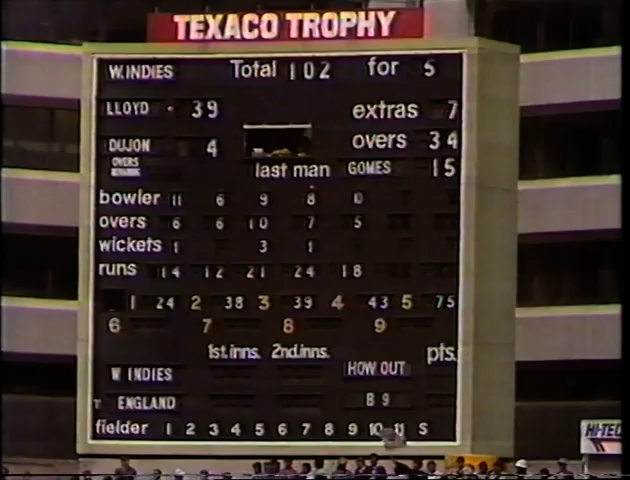 TEXACO TROPHY
W.INDIES Total 102 for 5
LLOYD 39 extras 7
DUJON 4 overs 34
OVERS
last man GOMES 15
bowler 11 6 9 8 10
overs 6 6 10 7 5
wickets 1 3 1
runs 14 12 21 24 18
1 24 2 38 3 39 4 43 5 75
6 7 8 9
1st.inns. 2nd.inns. pts.
W INDIES HOW OUT
T ENGLAND B 9
fielder 1 2 3 4 5 6 7 8 9 10 11 S
HI-TEC